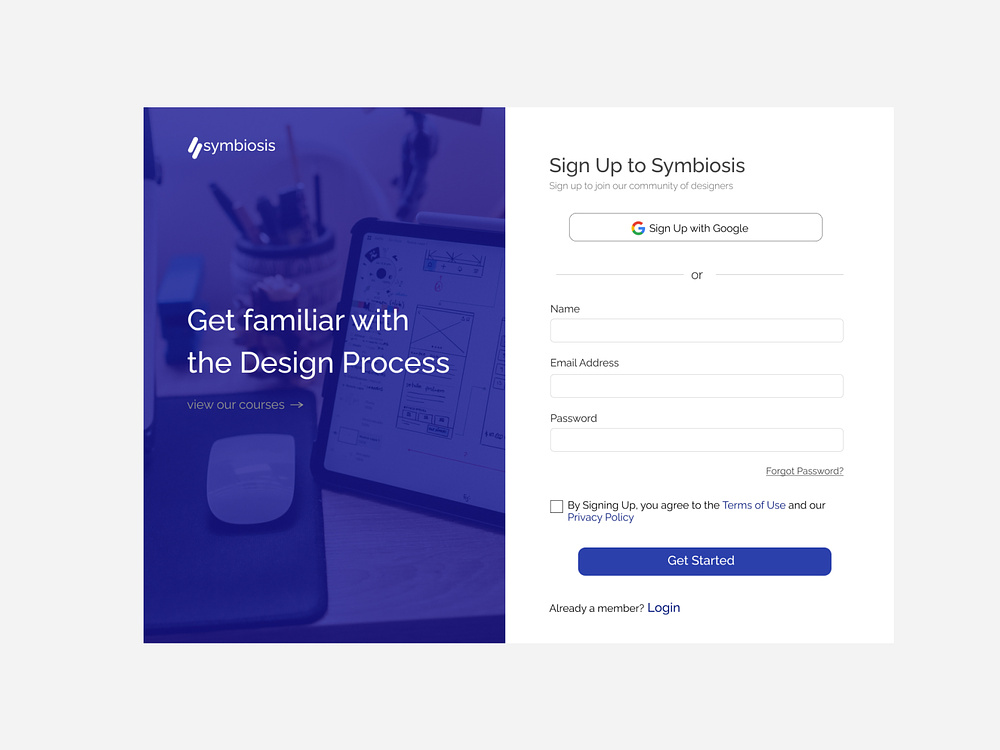 symbiosis
Get familiar with
the Design Process
view our courses →
Sign Up to Symbiosis
Sign up to join our community of designers
Sign Up with Google
or
Name
Email Address
Password
Forgot Password?
By Signing Up, you agree to the Terms of Use and our
Privacy Policy
Get Started
Already a member? Login